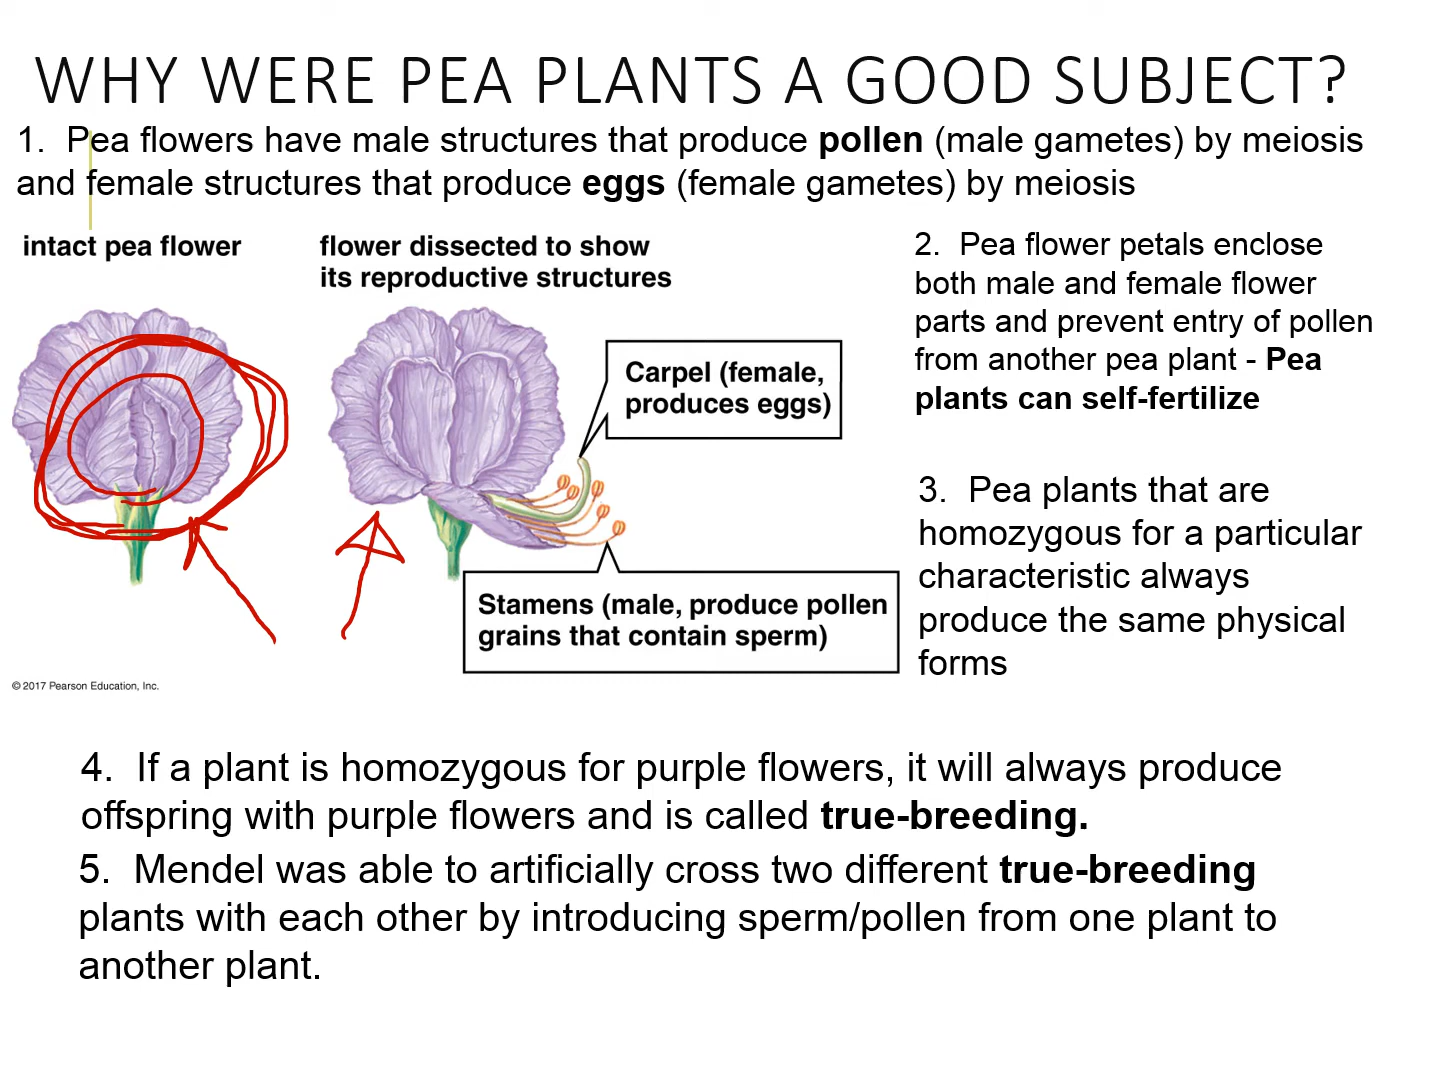 WHY WERE PEA PLANTS A GOOD SUBJECT?
1. Pea flowers have male structures that produce pollen (male gametes) by meiosis
and female structures that produce eggs (female gametes) by meiosis
intact pea flower
flower dissected to show
its reproductive structures
Carpel (female,
produces eggs)
Stamens (male, produce pollen
grains that contain sperm)
© 2017 Pearson Education, Inc.
2. Pea flower petals enclose
both male and female flower
parts and prevent entry of pollen
from another pea plant - Pea
plants can self-fertilize
3. Pea plants that are
homozygous for a particular
characteristic always
produce the same physical
forms
4. If a plant is homozygous for purple flowers, it will always produce
offspring with purple flowers and is called true-breeding.
5. Mendel was able to artificially cross two different true-breeding
plants with each other by introducing sperm/pollen from one plant to
another plant.